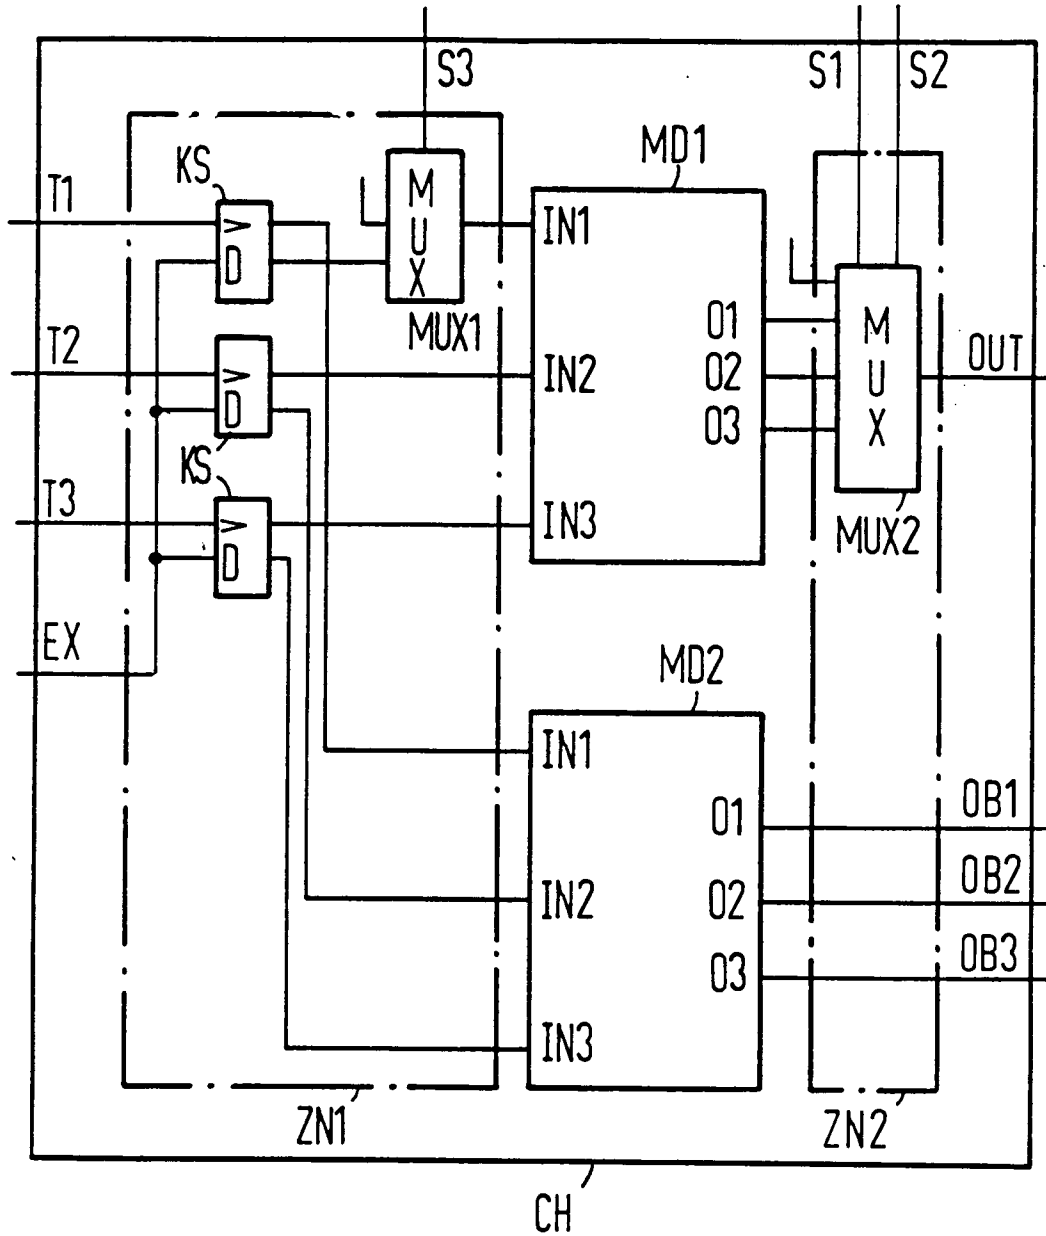 S3
S1
S2
MD1
KS
T1
V
D
M
U
X
MUX1
IN1
IN2
IN3
O1
O2
O3
M
U
X
MUX2
OUT
T2
V
D
KS
T3
V
D
EX
MD2
IN1
IN2
IN3
O1
O2
O3
OB1
OB2
OB3
ZN1
ZN2
CH